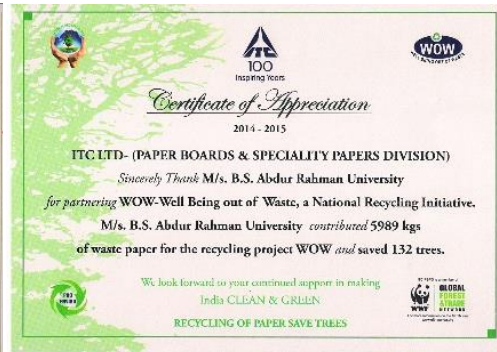 ITC
100
Inspiring Years
WOW
Certificate of Appreciation
2014 - 2015
ITC LTD- (PAPER BOARDS & SPECIALITY PAPERS DIVISION)
Sincerely Thank M/s. B.S. Abdur Rahman University
for partnering WOW-Well Being out of Waste, a National Recycling Initiative.
M/s. B.S. Abdur Rahman University contributed 5989 kgs
of waste paper for the recycling project WOW and saved 132 trees.
We look forward to your continued support in making
India CLEAN & GREEN
RECYCLING OF PAPER SAVE TREES
WWF
GLOBAL
FOREST
& TRADE
NETWORK